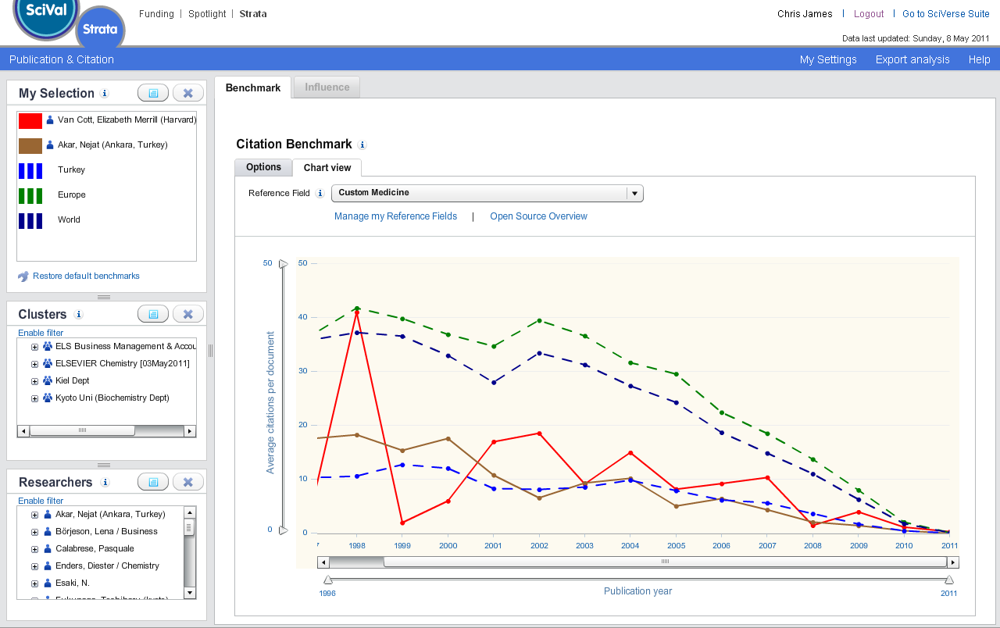 SciVal
Strata
Funding | Spotlight | Strata
Chris James | Logout | Go to SciVerse Suite
Data last updated: Sunday, 8 May 2011
Publication & Citation
My Settings Export analysis Help
My Selection i
Van Cott, Elizabeth Merrill (Harvard)
Akar, Nejat (Ankara, Turkey)
Turkey
Europe
World
Restore default benchmarks
Clusters i
Enable filter
ELS Business Management & Accou
ELSEVIER Chemistry [03May2011]
Kiel Dept
Kyoto Uni (Biochemistry Dept)
Researchers i
Enable filter
Akar, Nejat (Ankara, Turkey)
Börjeson, Lena / Business
Calabrese, Pasquale
Enders, Diester / Chemistry
Esaki, N.
Benchmark Influence
Citation Benchmark i
Options Chart view
Reference Field i Custom Medicine
Manage my Reference Fields | Open Source Overview
50
0
Average citations per document
50
40
30
20
10
0
1998 1999 2000 2001 2002 2003 2004 2005 2006 2007 2008 2009 2010 2011
1996 2011
Publication year